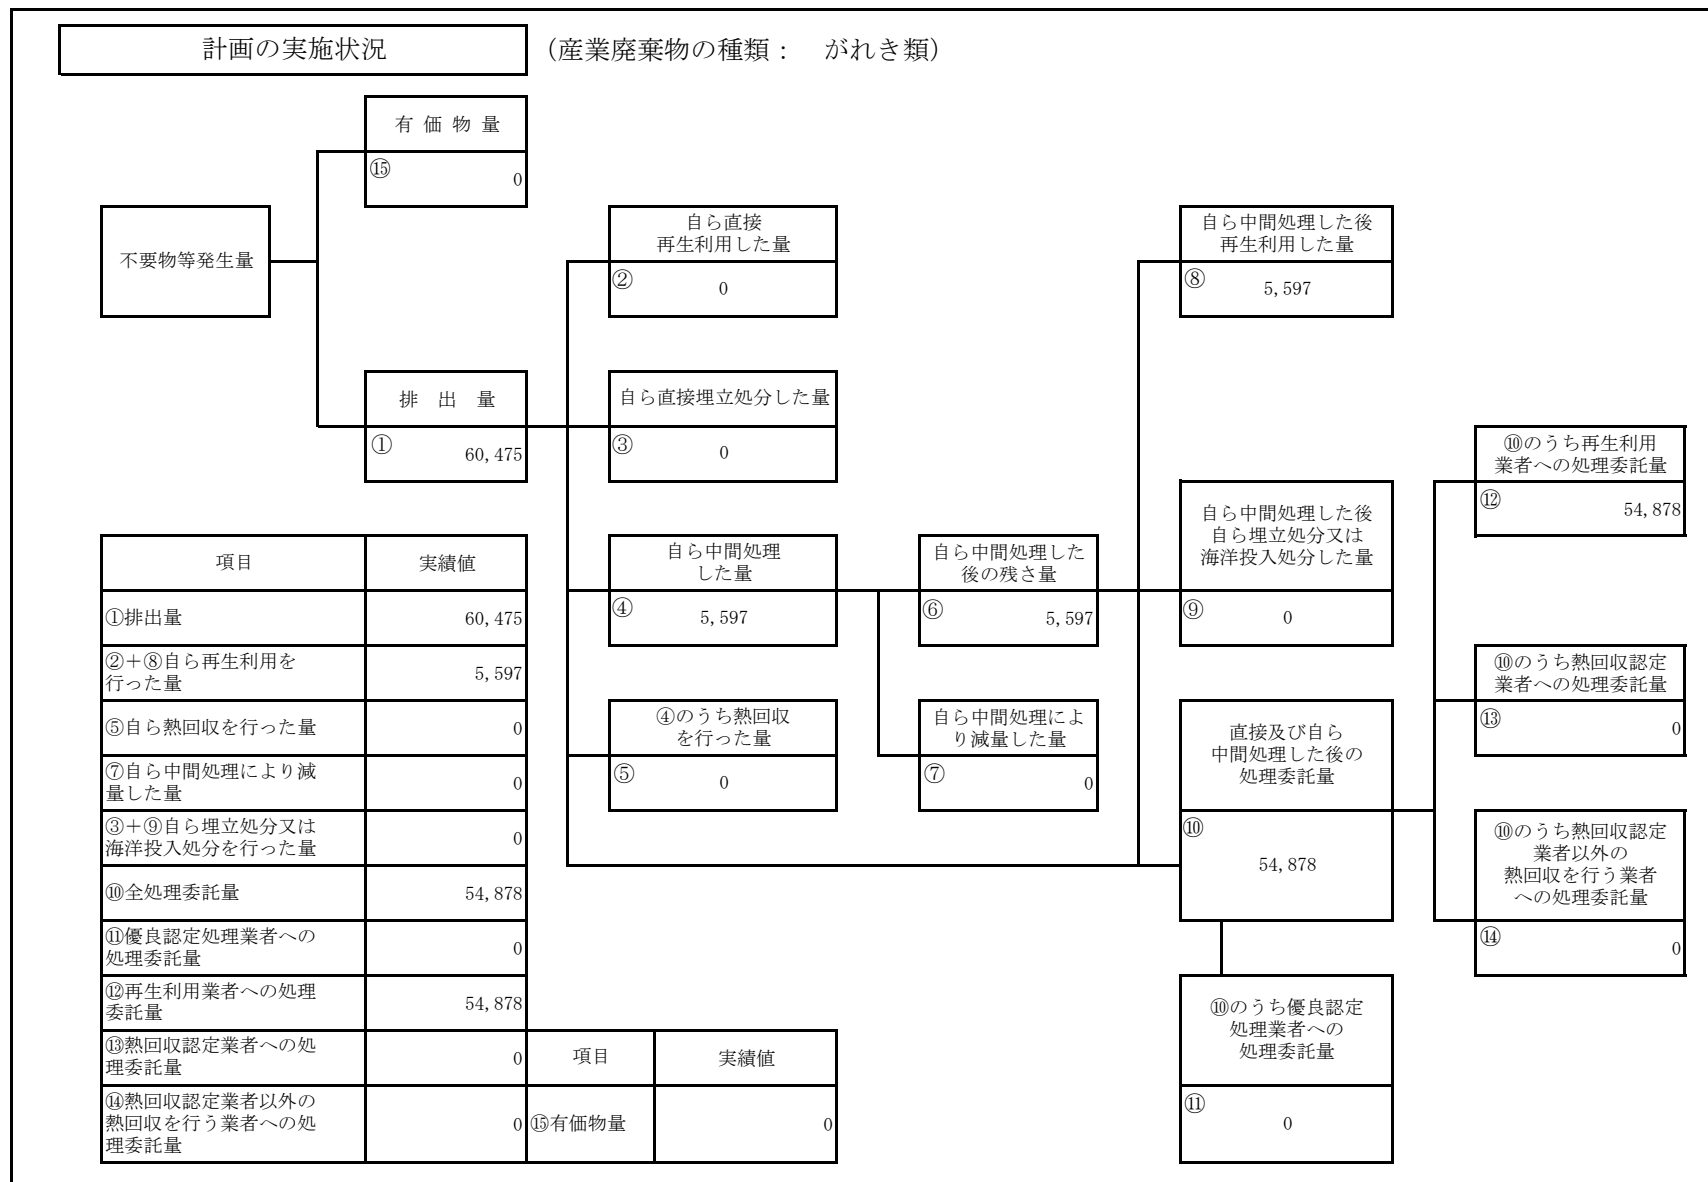 計画の実施状況
(産業廃棄物の種類： がれき類)
有 価 物 量
⑮
0
不要物等発生量
排 出 量
①
60,475
自ら直接
再生利用した量
②
0
自ら直接埋立処分した量
③
0
自ら中間処理
した量
④
5,597
④のうち熱回収
を行った量
⑤
0
自ら中間処理した
後の残さ量
⑥
5,597
自ら中間処理によ
り減量した量
⑦
0
自ら中間処理した後
再生利用した量
⑧
5,597
自ら中間処理した後
自ら埋立処分又は
海洋投入処分した量
⑨
0
直接及び自ら
中間処理した後の
処理委託量
⑩
54,878
⑩のうち優良認定
処理業者への
処理委託量
⑪
0
⑩のうち再生利用
業者への処理委託量
⑫
54,878
⑩のうち熱回収認定
業者への処理委託量
⑬
0
⑩のうち熱回収認定
業者以外の
熱回収を行う業者
への処理委託量
⑭
0
項目 実績値
①排出量 60,475
②＋⑧自ら再生利用を
行った量
5,597
⑤自ら熱回収を行った量 0
⑦自ら中間処理により減
量した量
0
③＋⑨自ら埋立処分又は
海洋投入処分を行った量
0
⑩全処理委託量 54,878
⑪優良認定処理業者への
処理委託量
0
⑫再生利用業者への処理
委託量
54,878
⑬熱回収認定業者への処
理委託量
0
⑭熱回収認定業者以外の
熱回収を行う業者への処
理委託量
0
項目 実績値
⑮有価物量 0